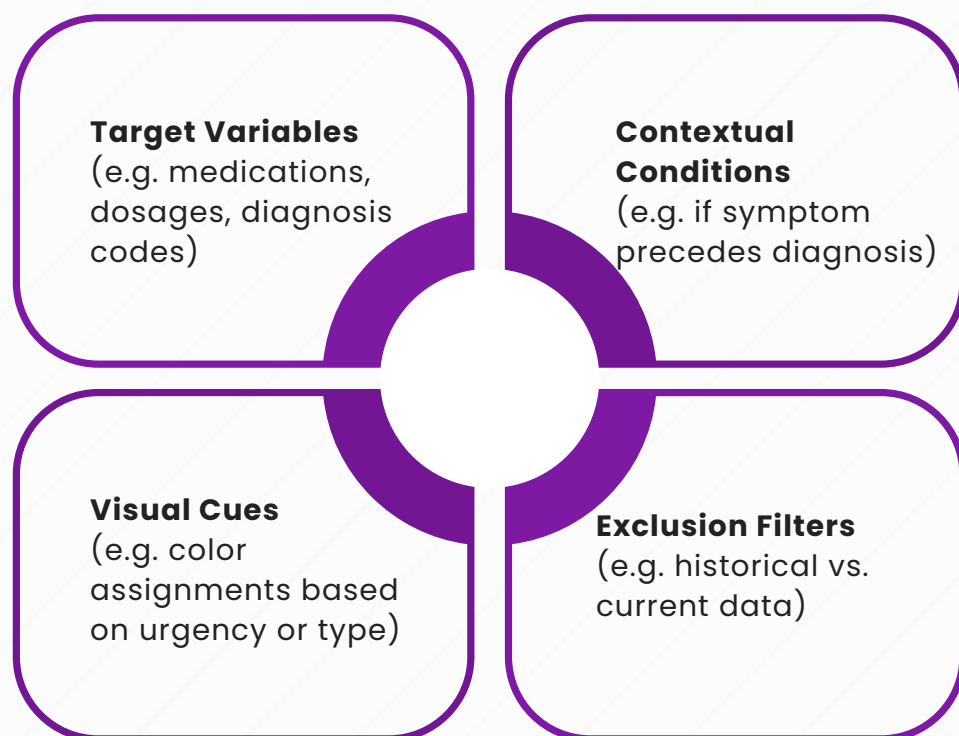 Target Variables
(e.g. medications,
dosages, diagnosis
codes)
Contextual
Conditions
(e.g. if symptom
precedes diagnosis)
Visual Cues
(e.g. color
assignments based
on urgency or type)
Exclusion Filters
(e.g. historical vs.
current data)